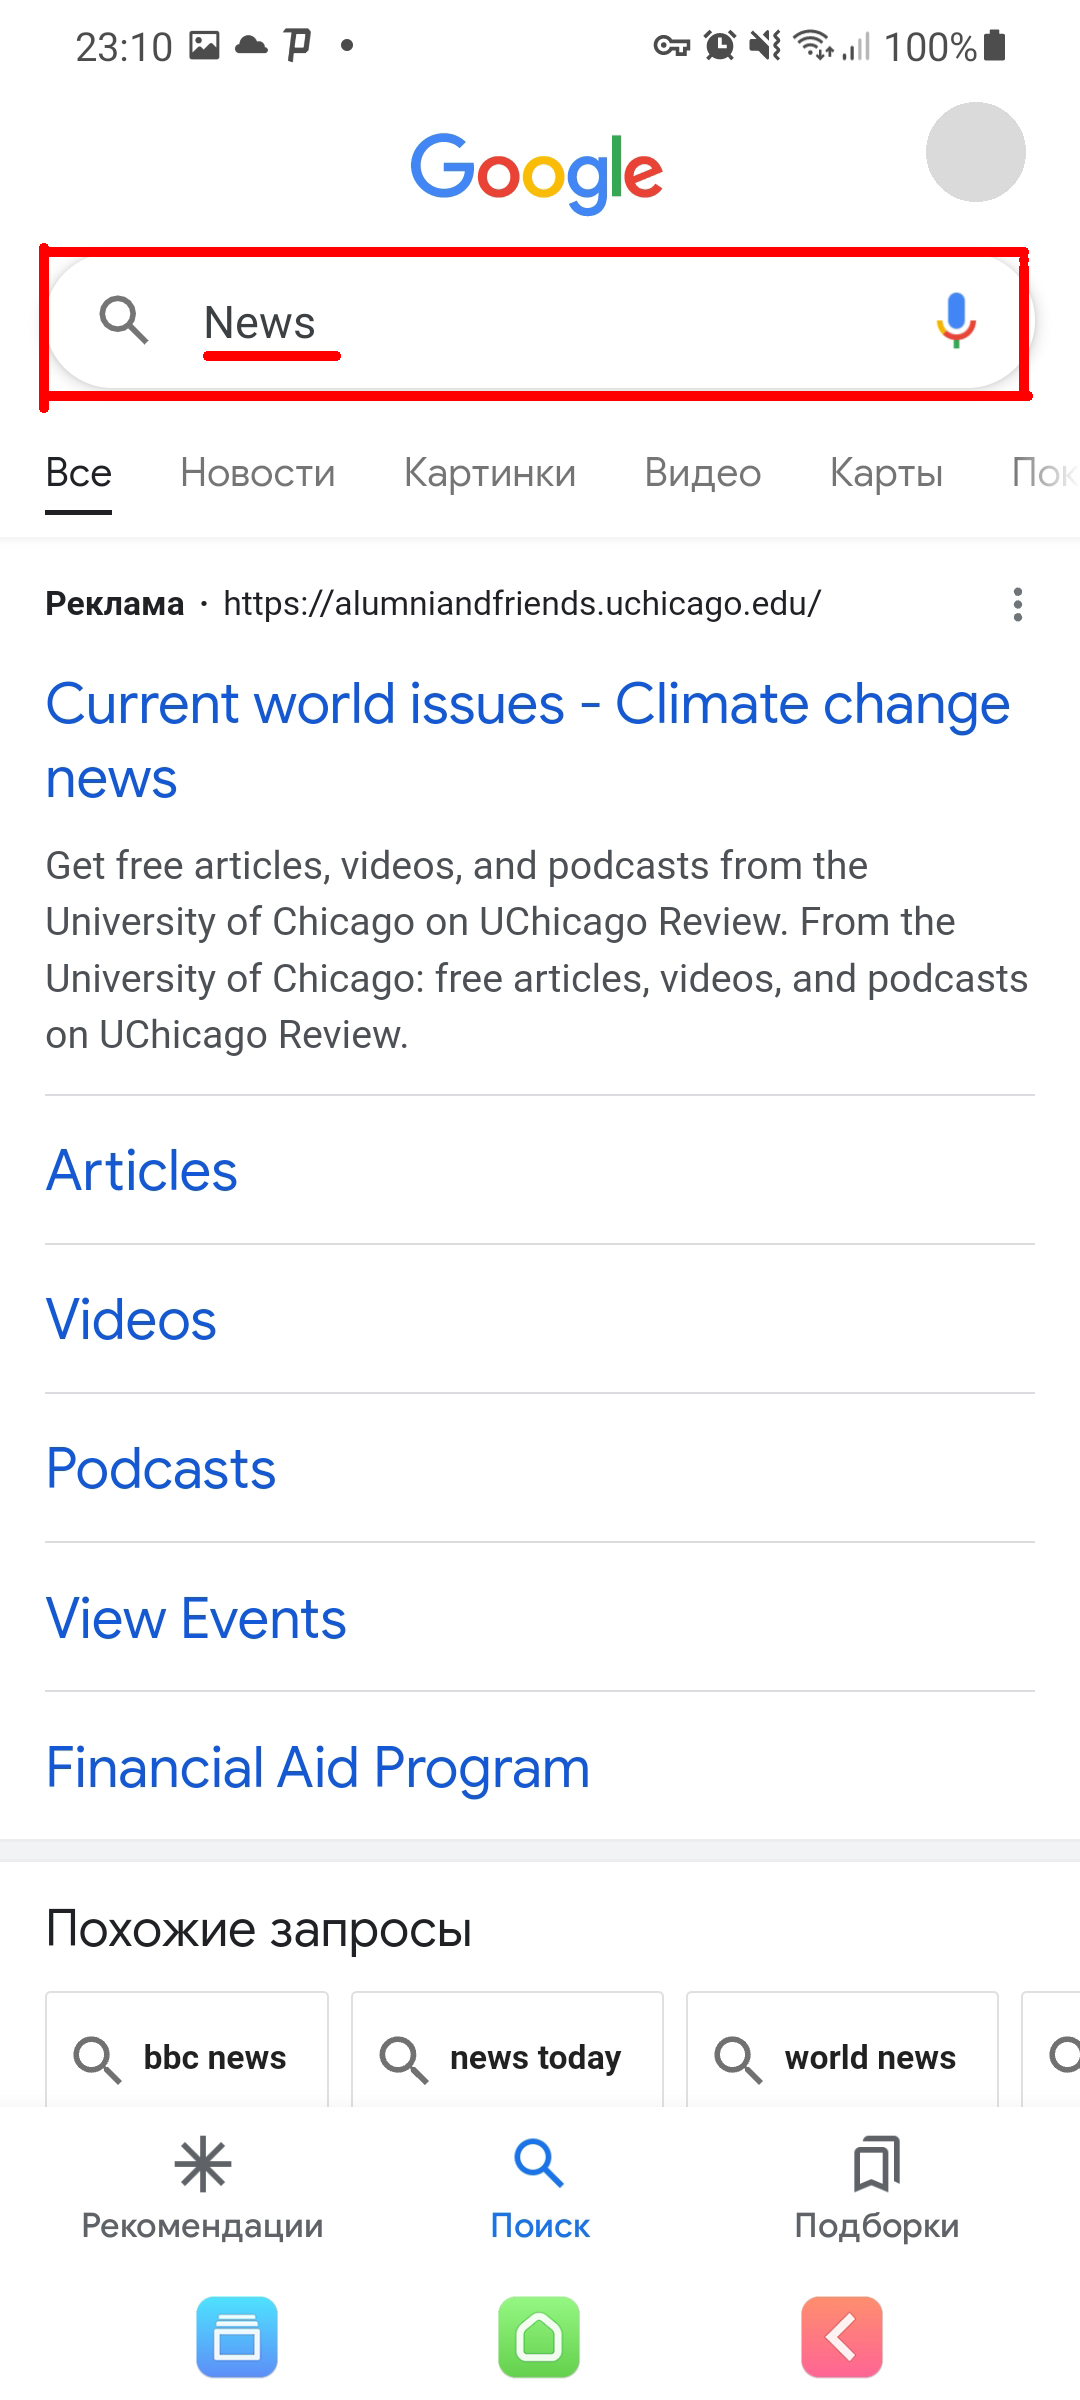 23:10 100%
Google
News
Все Новости Картинки Видео Карты Пок
Реклама · https://alumniandfriends.uchicago.edu/
Current world issues - Climate change
news
Get free articles, videos, and podcasts from the
University of Chicago on UChicago Review. From the
University of Chicago: free articles, videos, and podcasts
on UChicago Review.
Articles
Videos
Podcasts
View Events
Financial Aid Program
Похожие запросы
bbc news news today world news
Рекомендации Поиск Подборки